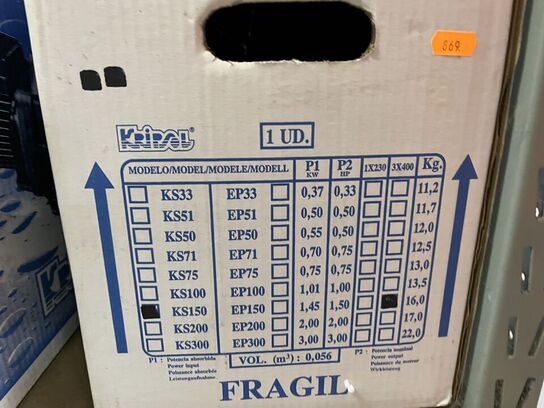 869.
KRIPSOL
1 UD.
MODELO/MODEL/MODELE/MODELL P1 KW P2 HP 1X230 3X400 Kg.
KS33 EP33 0,37 0,33 11,2
KS51 EP51 0,50 0,50 11,7
KS50 EP50 0,55 0,50 12,0
KS71 EP71 0,70 0,75 12,5
KS75 EP75 0,75 0,75 13,0
KS100 EP100 1,01 1,00 13,5
KS150 EP150 1,45 1,50 16,0
KS200 EP200 2,00 2,00 17,0
KS300 EP300 3,00 3,00 22,0
P1 : Potencia absorbida
Power input
Puissance absorbée
Leistungsaufnahme
VOL. (m³) : 0,056
P2 : Potencia nominal
Power output
Puissance du moteur
Wirkleistung
FRAGIL